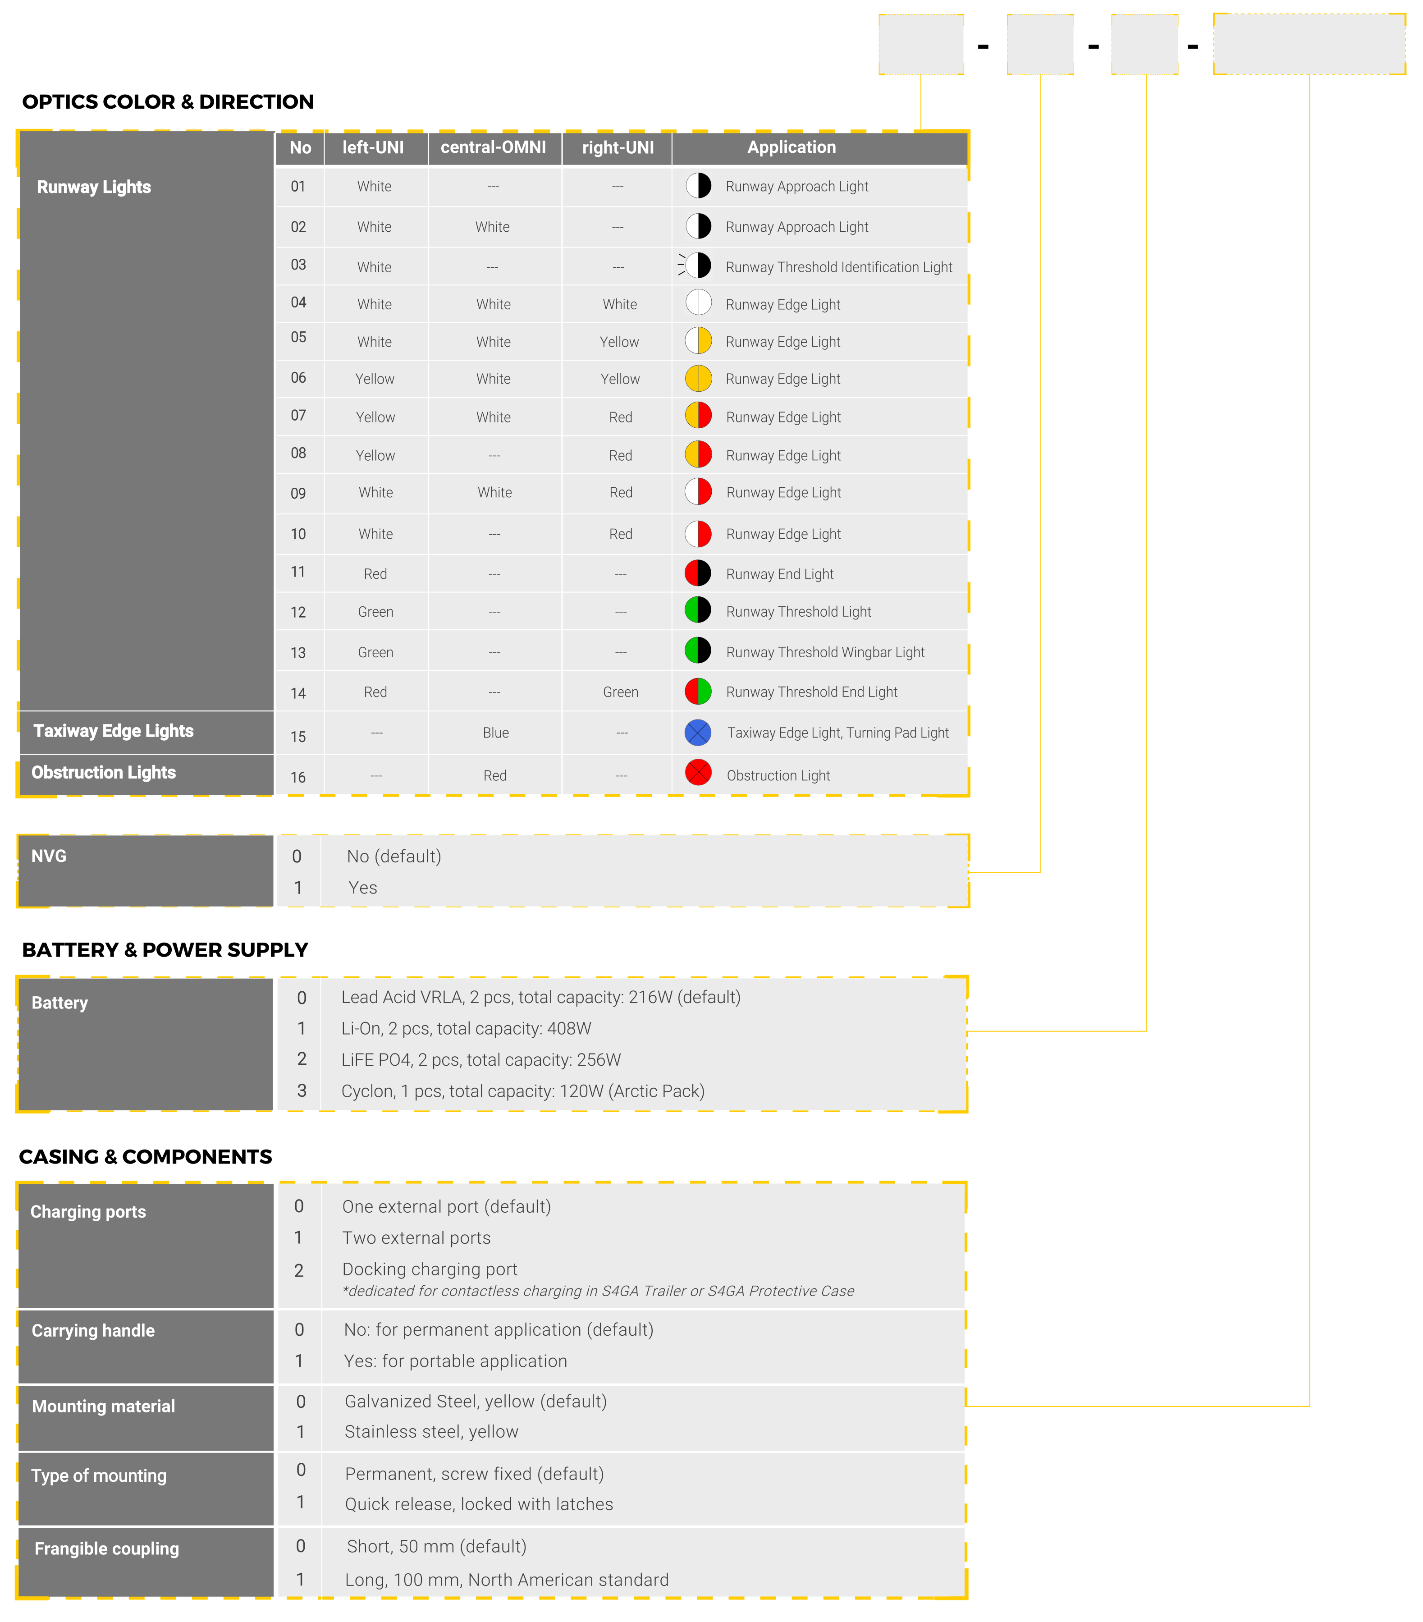 - - -
OPTICS COLOR & DIRECTION
No left-UNI central-OMNI right-UNI Application
Runway Lights
01 White --- --- Runway Approach Light
02 White White --- Runway Approach Light
03 White --- --- Runway Threshold Identification Light
04 White White White Runway Edge Light
05 White White Yellow Runway Edge Light
06 Yellow White Yellow Runway Edge Light
07 Yellow White Red Runway Edge Light
08 Yellow --- Red Runway Edge Light
09 White White Red Runway Edge Light
10 White --- Red Runway Edge Light
11 Red --- --- Runway End Light
12 Green --- --- Runway Threshold Light
13 Green --- --- Runway Threshold Wingbar Light
14 Red --- Green Runway Threshold End Light
Taxiway Edge Lights
15 --- Blue --- Taxiway Edge Light, Turning Pad Light
Obstruction Lights
16 --- Red --- Obstruction Light
NVG
0 No (default)
1 Yes
BATTERY & POWER SUPPLY
Battery
0 Lead Acid VRLA, 2 pcs, total capacity: 216W (default)
1 Li-On, 2 pcs, total capacity: 408W
2 LiFE PO4, 2 pcs, total capacity: 256W
3 Cyclon, 1 pcs, total capacity: 120W (Arctic Pack)
CASING & COMPONENTS
Charging ports
0 One external port (default)
1 Two external ports
2 Docking charging port
*dedicated for contactless charging in S4GA Trailer or S4GA Protective Case
Carrying handle
0 No: for permanent application (default)
1 Yes: for portable application
Mounting material
0 Galvanized Steel, yellow (default)
1 Stainless steel, yellow
Type of mounting
0 Permanent, screw fixed (default)
1 Quick release, locked with latches
Frangible coupling
0 Short, 50 mm (default)
1 Long, 100 mm, North American standard